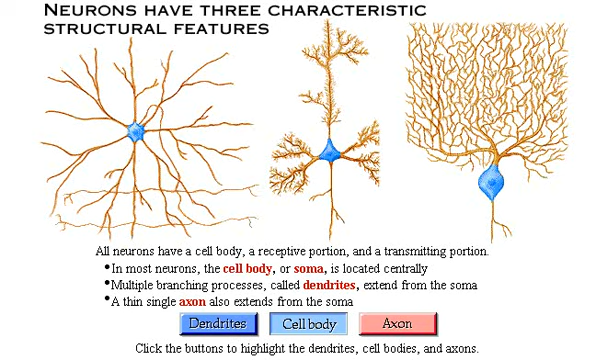 NEURONS HAVE THREE CHARACTERISTIC
STRUCTURAL FEATURES
All neurons have a cell body, a receptive portion, and a transmitting portion.
•In most neurons, the cell body, or soma, is located centrally
•Multiple branching processes, called dendrites, extend from the soma
•A thin single axon also extends from the soma
Dendrites Cell body Axon
Click the buttons to highlight the dendrites, cell bodies, and axons.